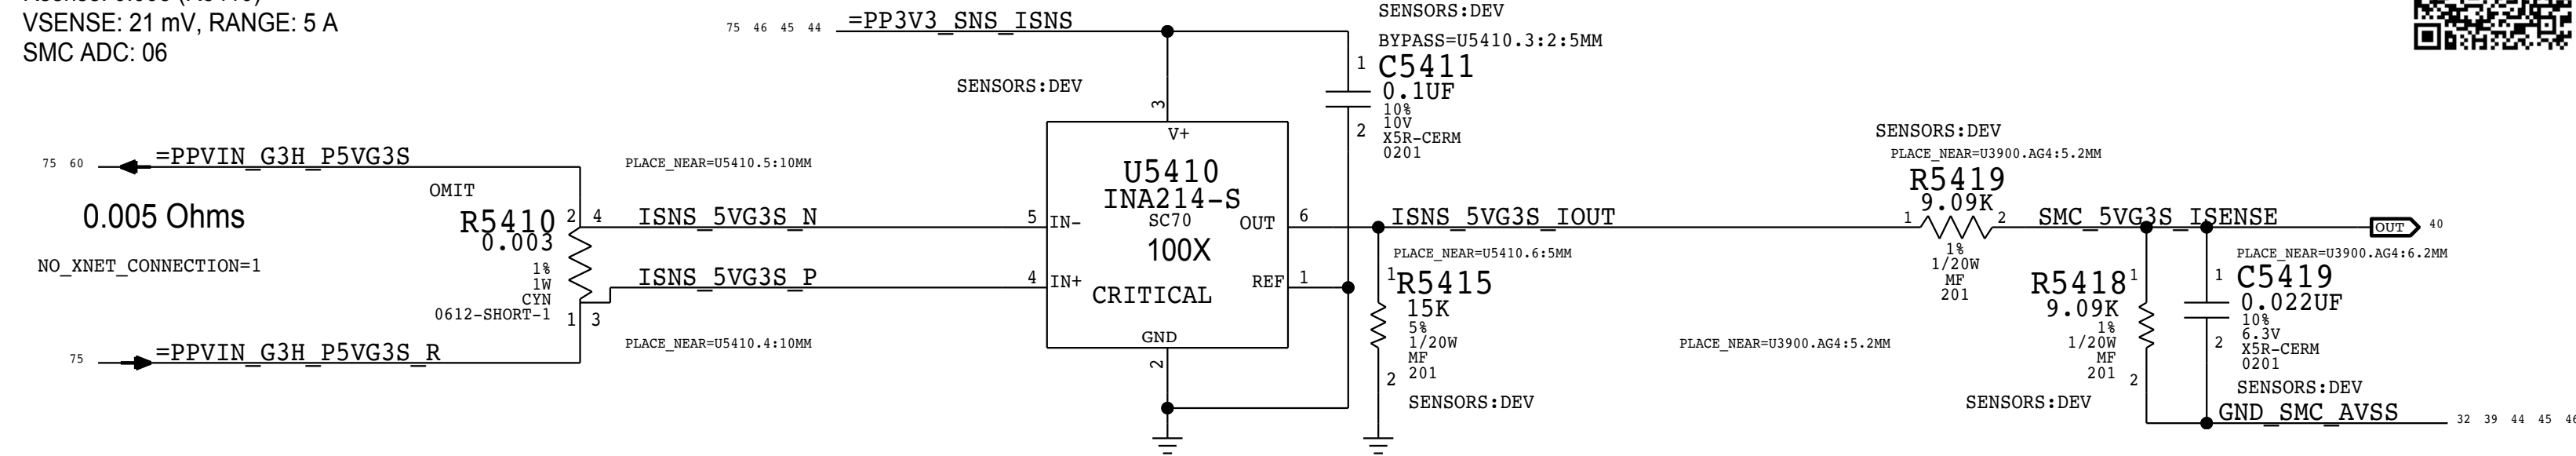 VSENSE: 21 mV, RANGE: 5 A
SMC ADC: 06
75 46 45 44
=PP3V3_SNS_ISNS
SENSORS:DEV
BYPASS=U5410.3:2:5MM
1
C5411
0.1UF
10%
10V
2
X5R-CERM
0201
SENSORS:DEV
3
V+
75 60
=PPVIN_G3H_P5VG3S
PLACE_NEAR=U5410.5:10MM
OMIT
0.005 Ohms
R5410
0.003
2 4
NO_XNET_CONNECTION=1
1%
1W
CYN
0612-SHORT-1
1 3
ISNS_5VG3S_N
5
IN-
ISNS_5VG3S_P
4
IN+
U5410
INA214-S
SC70
100X
CRITICAL
OUT
6
REF
1
GND
2
75
=PPVIN_G3H_P5VG3S_R
PLACE_NEAR=U5410.4:10MM
ISNS_5VG3S_IOUT
PLACE_NEAR=U5410.6:5MM
1
R5415
15K
5%
1/20W
MF
201
2
SENSORS:DEV
SENSORS:DEV
PLACE_NEAR=U3900.AG4:5.2MM
R5419
9.09K
1
2
1%
1/20W
MF
201
PLACE_NEAR=U3900.AG4:5.2MM
SMC_5VG3S_ISENSE
OUT
40
PLACE_NEAR=U3900.AG4:6.2MM
R5418
1
9.09K
1%
1/20W
MF
201
2
SENSORS:DEV
1
C5419
0.022UF
10%
6.3V
2
X5R-CERM
0201
SENSORS:DEV
GND_SMC_AVSS
32 39 44 45